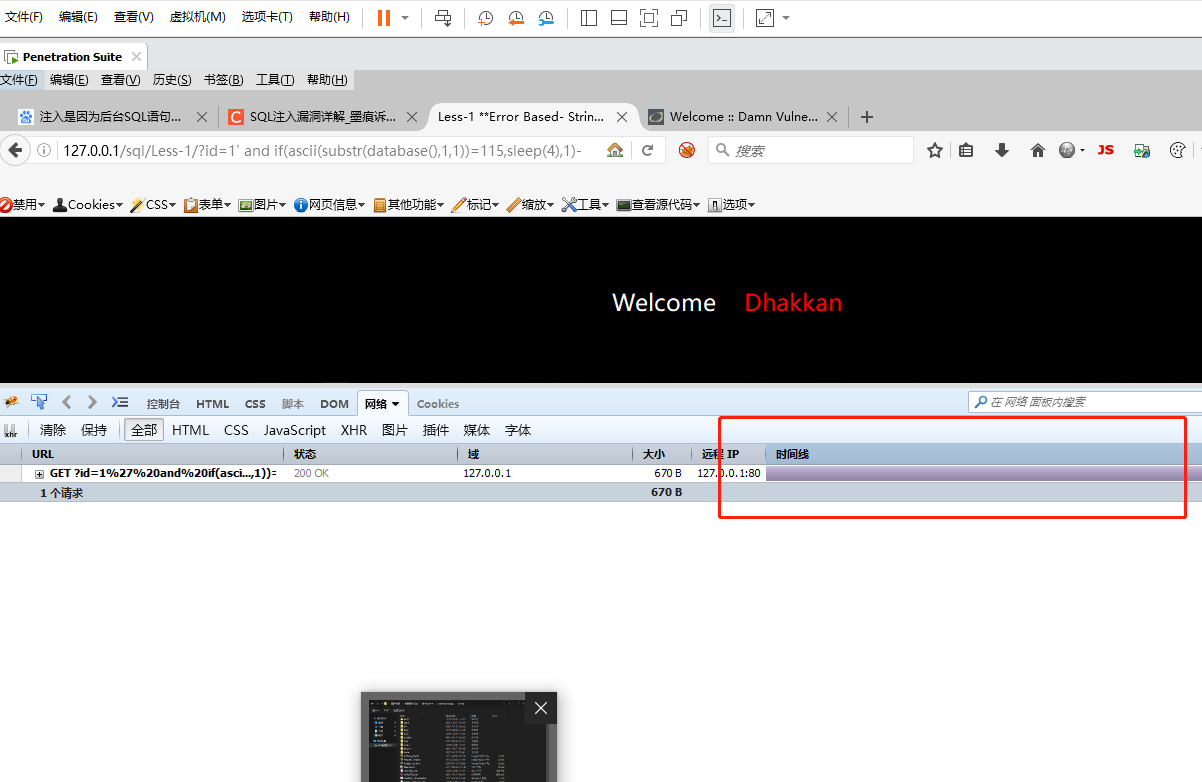 文件(F) 编辑(E) 查看(V) 虚拟机(M) 选项卡(T) 帮助(H)
Penetration Suite
文件(F) 编辑(E) 查看(V) 历史(S) 书签(B) 工具(T) 帮助(H)
注入是因为后台SQL语句... SQL注入漏洞详解_墨痕诉... Less-1 **Error Based- Strin... Welcome :: Damn Vulne...
127.0.0.1/sql/Less-1/?id=1' and if(ascii(substr(database(),1,1))=115,sleep(4),1)- 搜索 JS
禁用 Cookies CSS 表单 图片 网页信息 其他功能 标记 缩放 工具 查看源代码 选项
Welcome Dhakkan
控制台 HTML CSS 脚本 DOM 网络 Cookies 在 网络 面板内搜索
xhr 清除 保持 全部 HTML CSS JavaScript XHR 图片 插件 媒体 字体
URL 状态 域 大小 远程 IP 时间线
GET ?id=1%27%20and%20if(asci...,1))= 200 OK 127.0.0.1 670 B 127.0.0.1:80
1 个请求 670 B